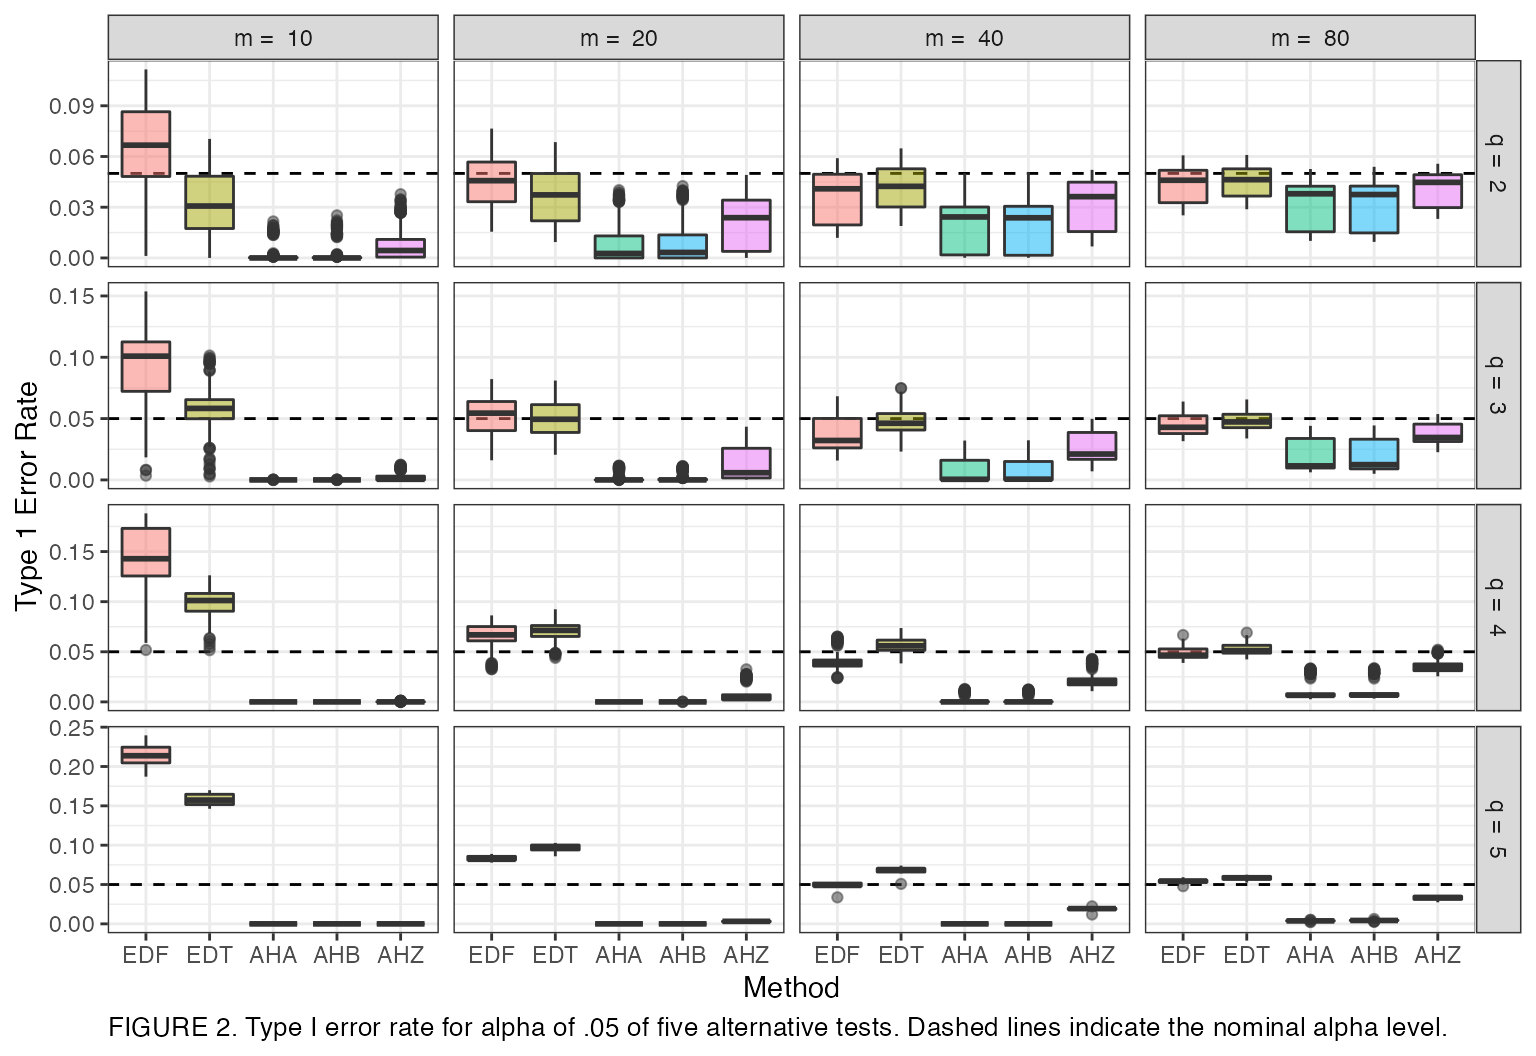 m = 10
m = 20
m = 40
m = 80
0.09
0.06
0.03
0.00
q = 2
0.15
0.10
0.05
0.00
q = 3
0.15
0.10
0.05
0.00
q = 4
0.25
0.20
0.15
0.10
0.05
0.00
q = 5
Type 1 Error Rate
EDF EDT AHA AHB AHZ
EDF EDT AHA AHB AHZ
EDF EDT AHA AHB AHZ
EDF EDT AHA AHB AHZ
Method
FIGURE 2. Type I error rate for alpha of .05 of five alternative tests. Dashed lines indicate the nominal alpha level.